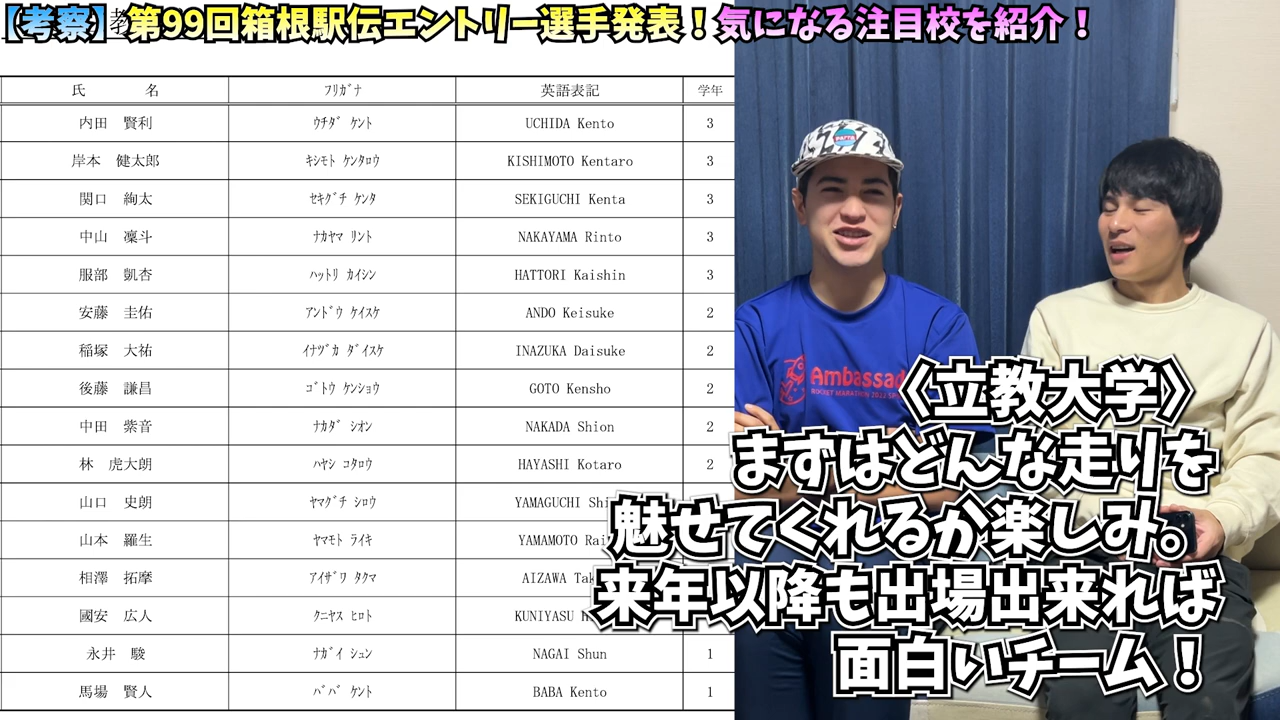 【考察】第99回箱根駅伝エントリー選手発表！気になる注目校を紹介！
氏　名 ﾌﾘｶﾞﾅ 英語表記 学年
内田　賢利 ｳﾁﾀﾞ ｹﾝﾄ UCHIDA Kento 3
岸本　健太郎 ｷｼﾓﾄ ｹﾝﾀﾛｳ KISHIMOTO Kentaro 3
関口　絢太 ｾｷｸﾞﾁ ｹﾝﾀ SEKIGUCHI Kenta 3
中山　凜斗 ﾅｶﾔﾏ ﾘﾝﾄ NAKAYAMA Rinto 3
服部　凱杏 ﾊｯﾄﾘ ｶｲｼﾝ HATTORI Kaishin 3
安藤　圭佑 ｱﾝﾄﾞｳ ｹｲｽｹ ANDO Keisuke 2
稲塚　大祐 ｲﾅﾂﾞｶ ﾀﾞｲｽｹ INAZUKA Daisuke 2
後藤　謙昌 ｺﾞﾄｳ ｹﾝｼｮｳ GOTO Kensho 2
中田　紫音 ﾅｶﾀﾞ ｼｵﾝ NAKADA Shion 2
林　虎大朗 ﾊﾔｼ ｺﾀﾛｳ HAYASHI Kotaro 2
山口　史朗 ﾔﾏｸﾞﾁ ｼﾛｳ YAMAGUCHI
山本　羅生 ﾔﾏﾓﾄ ﾗｲｷ YAMAMOTO
相澤　拓摩 ｱｲｻﾞﾜ ﾀｸﾏ AIZAWA
國安　広人 ｸﾆﾔｽ ﾋﾛﾄ KUNIYASU
永井　駿 ﾅｶﾞｲ ｼｭﾝ NAGAI Shun 1
馬場　賢人 ﾊﾞﾊﾞ ｹﾝﾄ BABA Kento 1
〈立教大学〉
まずはどんな走りを
魅せてくれるか楽しみ。
来年以降も出場出来れば
面白いチーム！